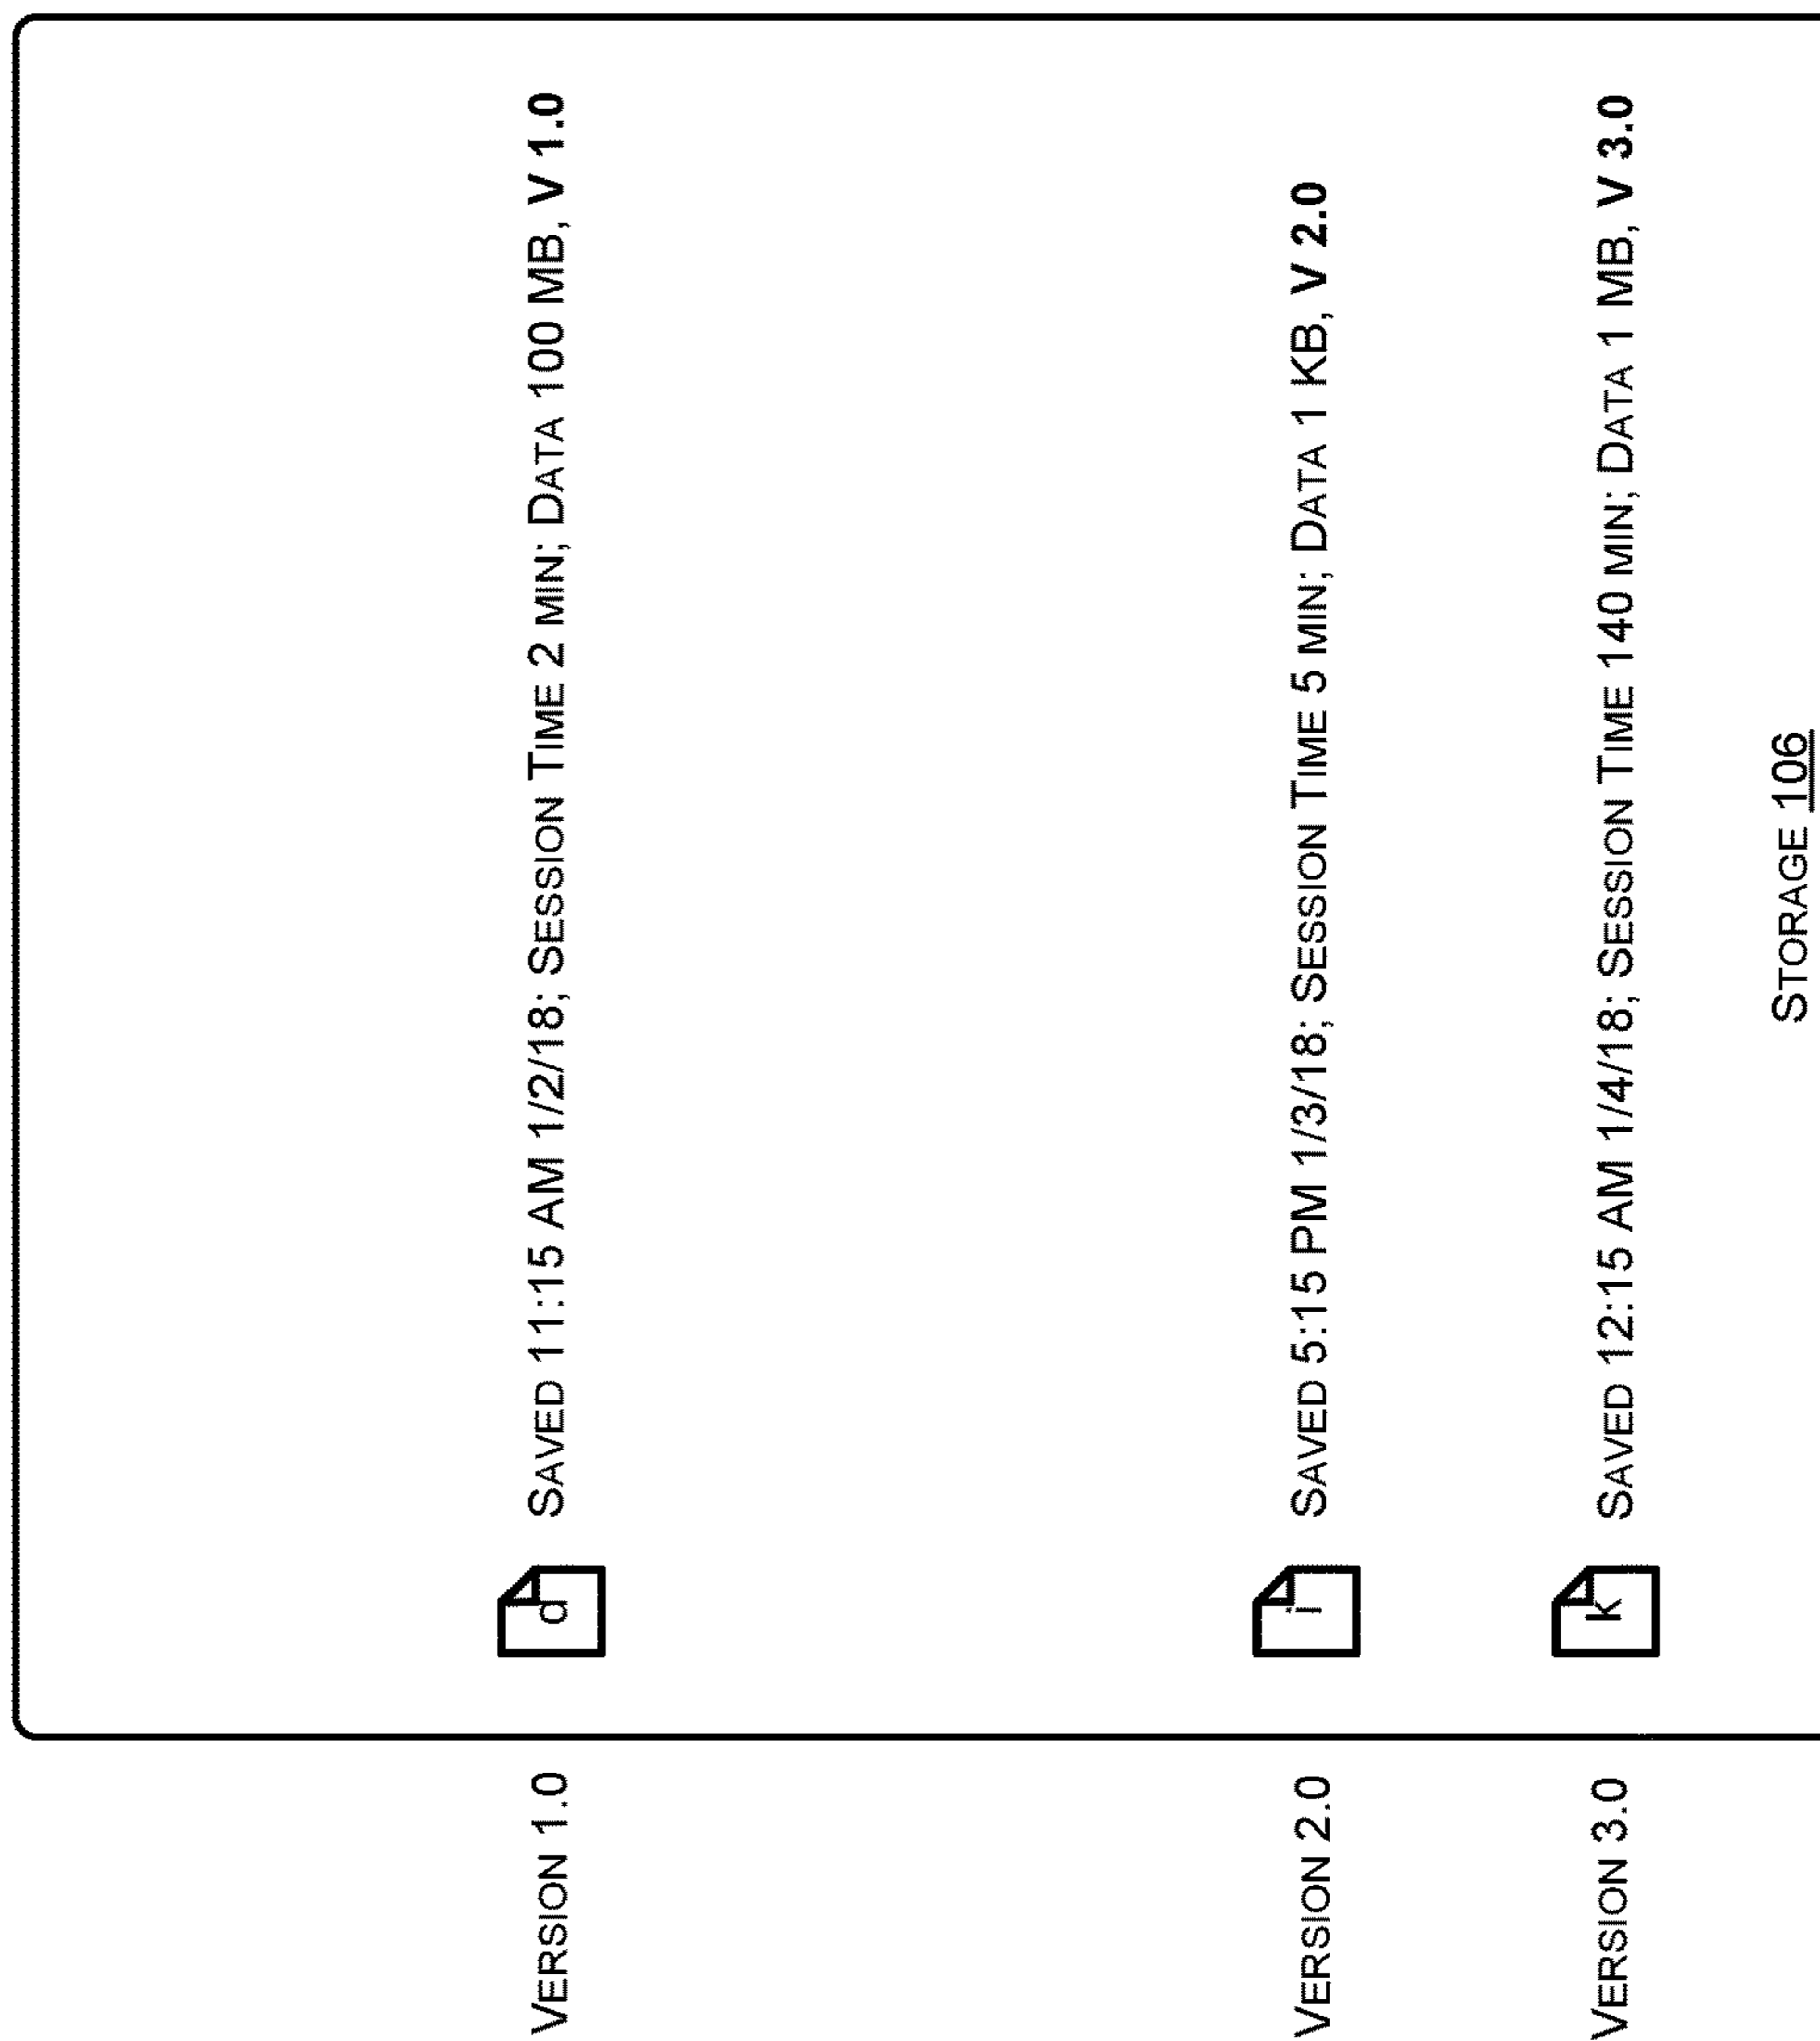 VERSION 1.0
d SAVED 11:15 AM 1/2/18; SESSION TIME 2 MIN; DATA 100 MB, V 1.0
VERSION 2.0
i SAVED 5:15 PM 1/3/18; SESSION TIME 5 MIN; DATA 1 KB, V 2.0
VERSION 3.0
k SAVED 12:15 AM 1/4/18; SESSION TIME 140 MIN; DATA 1 MB, V 3.0
STORAGE 106